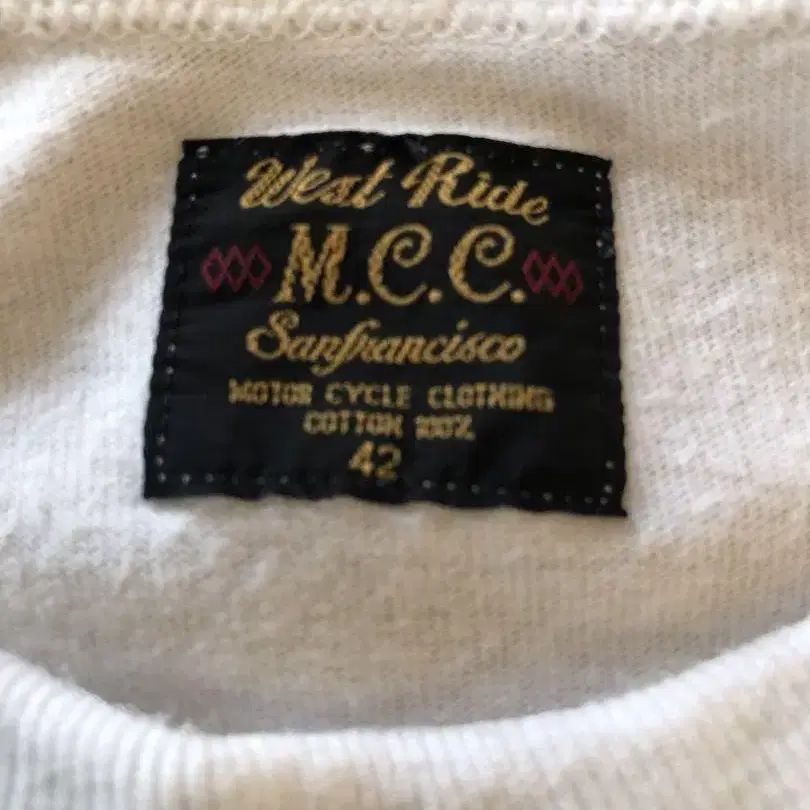 West Ride
M.C.C.
Sanfrancisco
MOTOR CYCLE CLOTHING
COTTON 100%
42